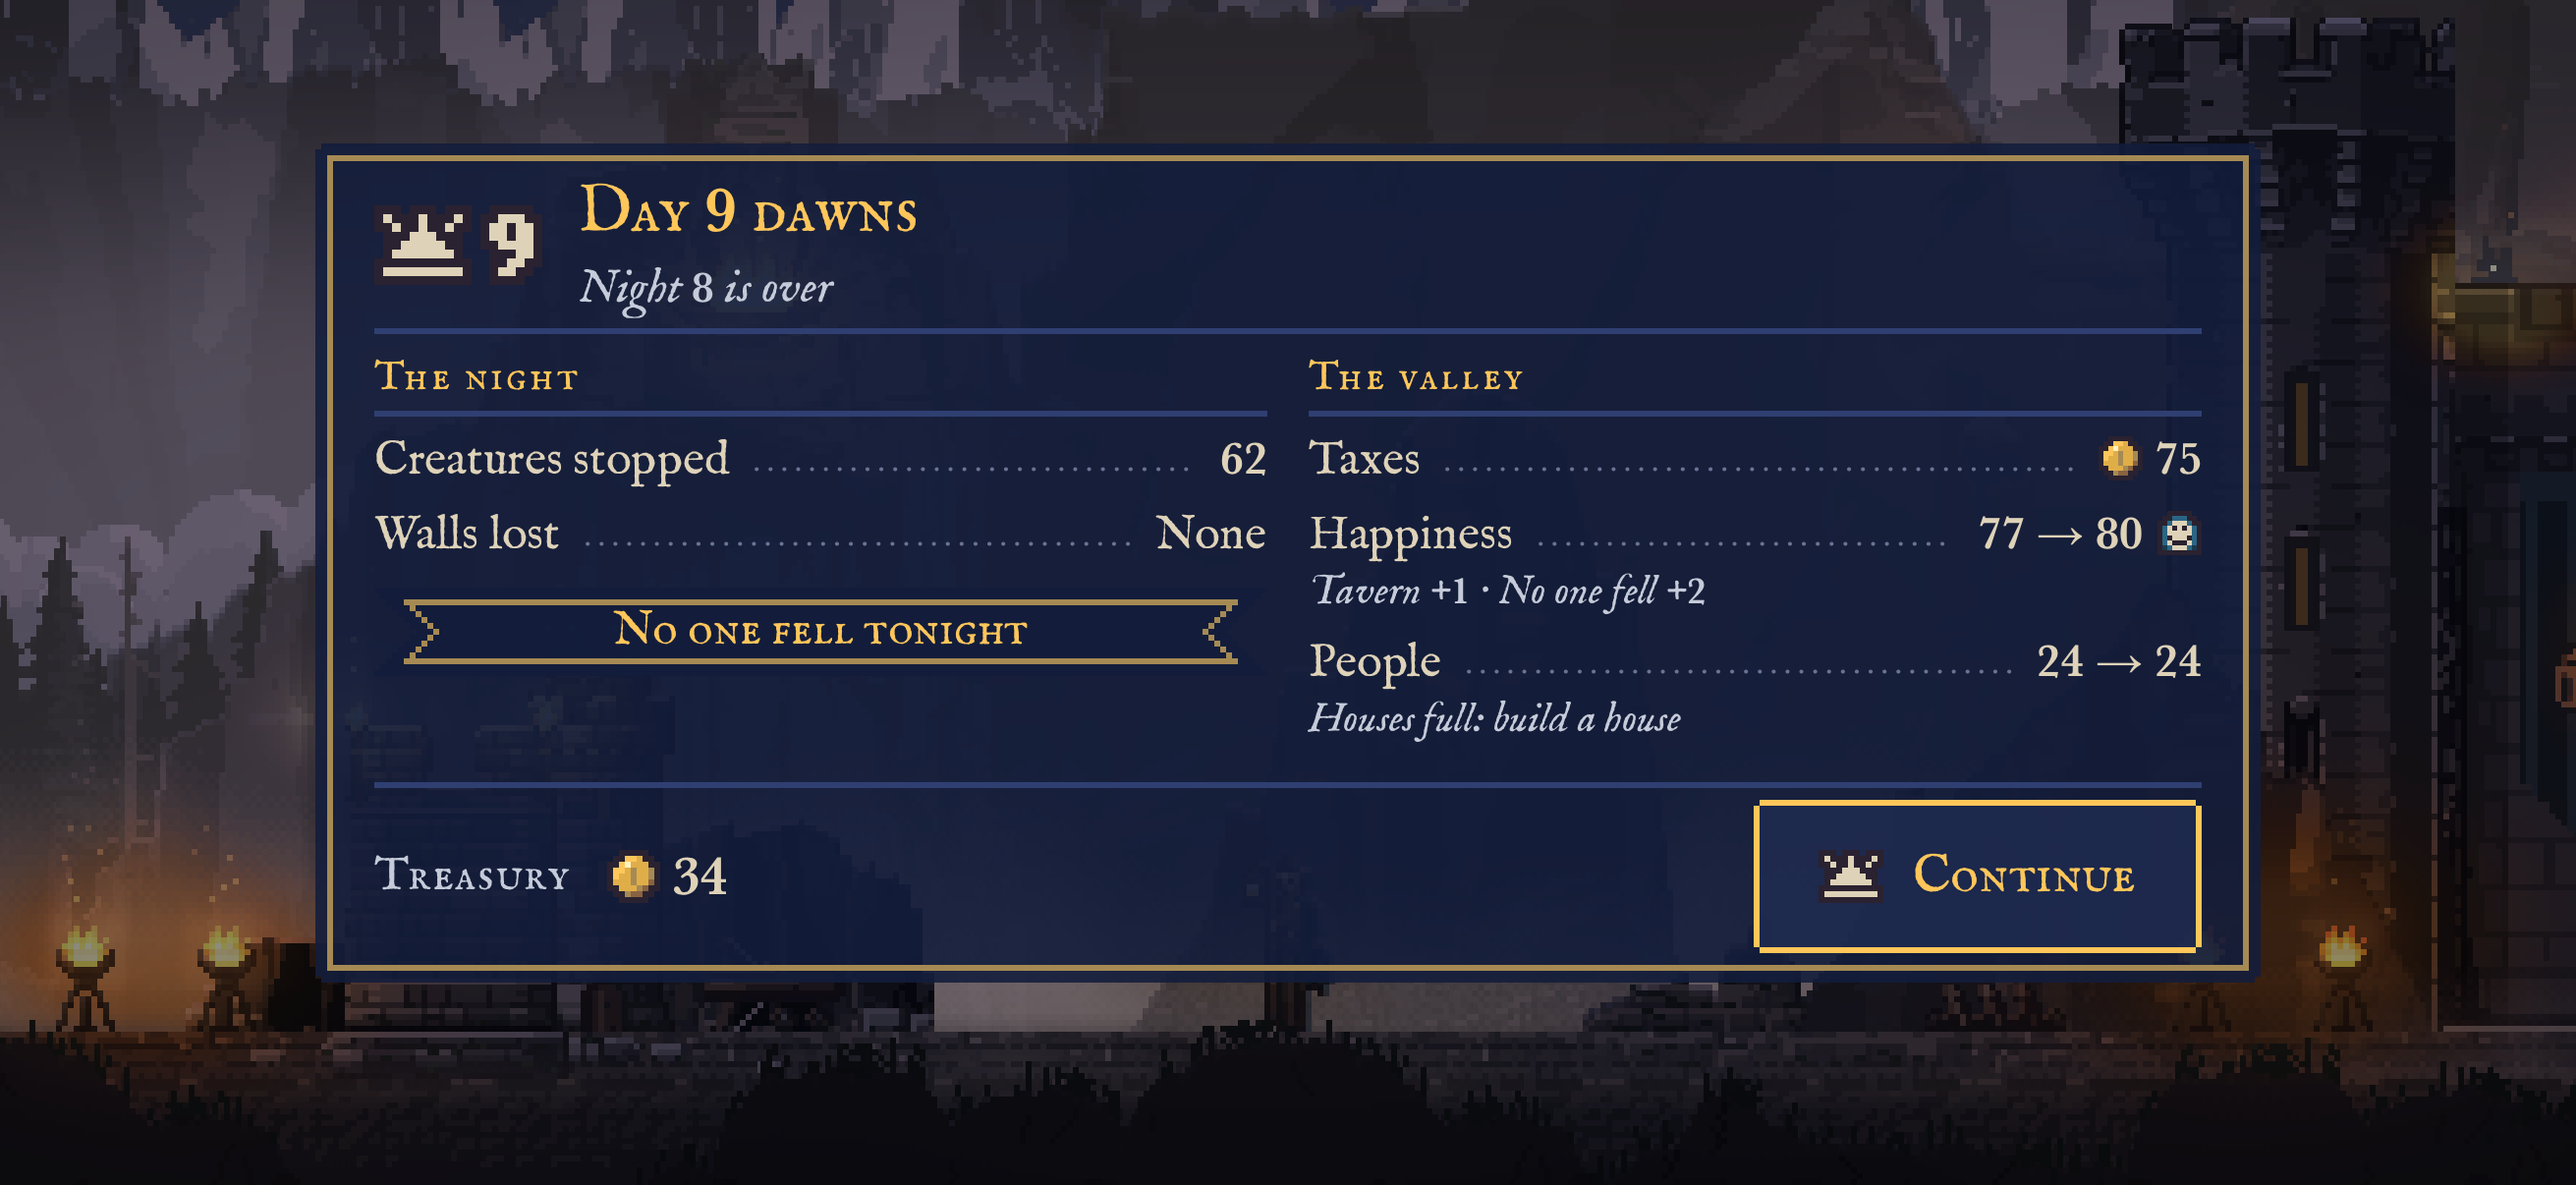 9
Day 9 dawns
Night 8 is over
The night
Creatures stopped 62
Walls lost None
No one fell tonight
The valley
Taxes 75
Happiness 77 → 80
Tavern +1 · No one fell +2
People 24 → 24
Houses full: build a house
Treasury 34
Continue